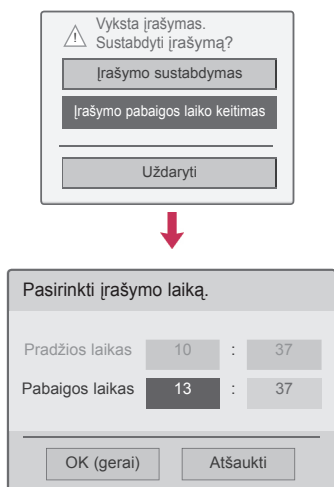 Vyksta įrašymas.
Sustabdyti įrašymą?
Įrašymo sustabdymas
Įrašymo pabaigos laiko keitimas
Uždaryti
Pasirinkti įrašymo laiką.
Pradžios laikas 10 : 37
Pabaigos laikas 13 : 37
OK (gerai) Atšaukti